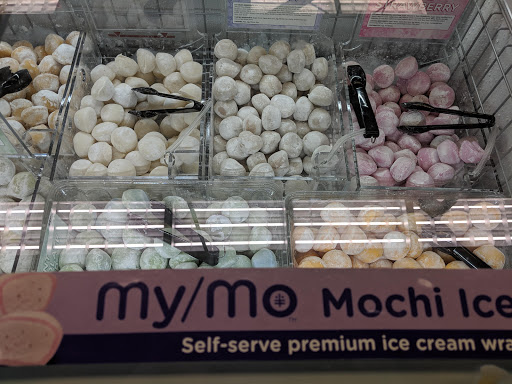 my/mo Mochi Ice
Self-serve premium ice cream wra